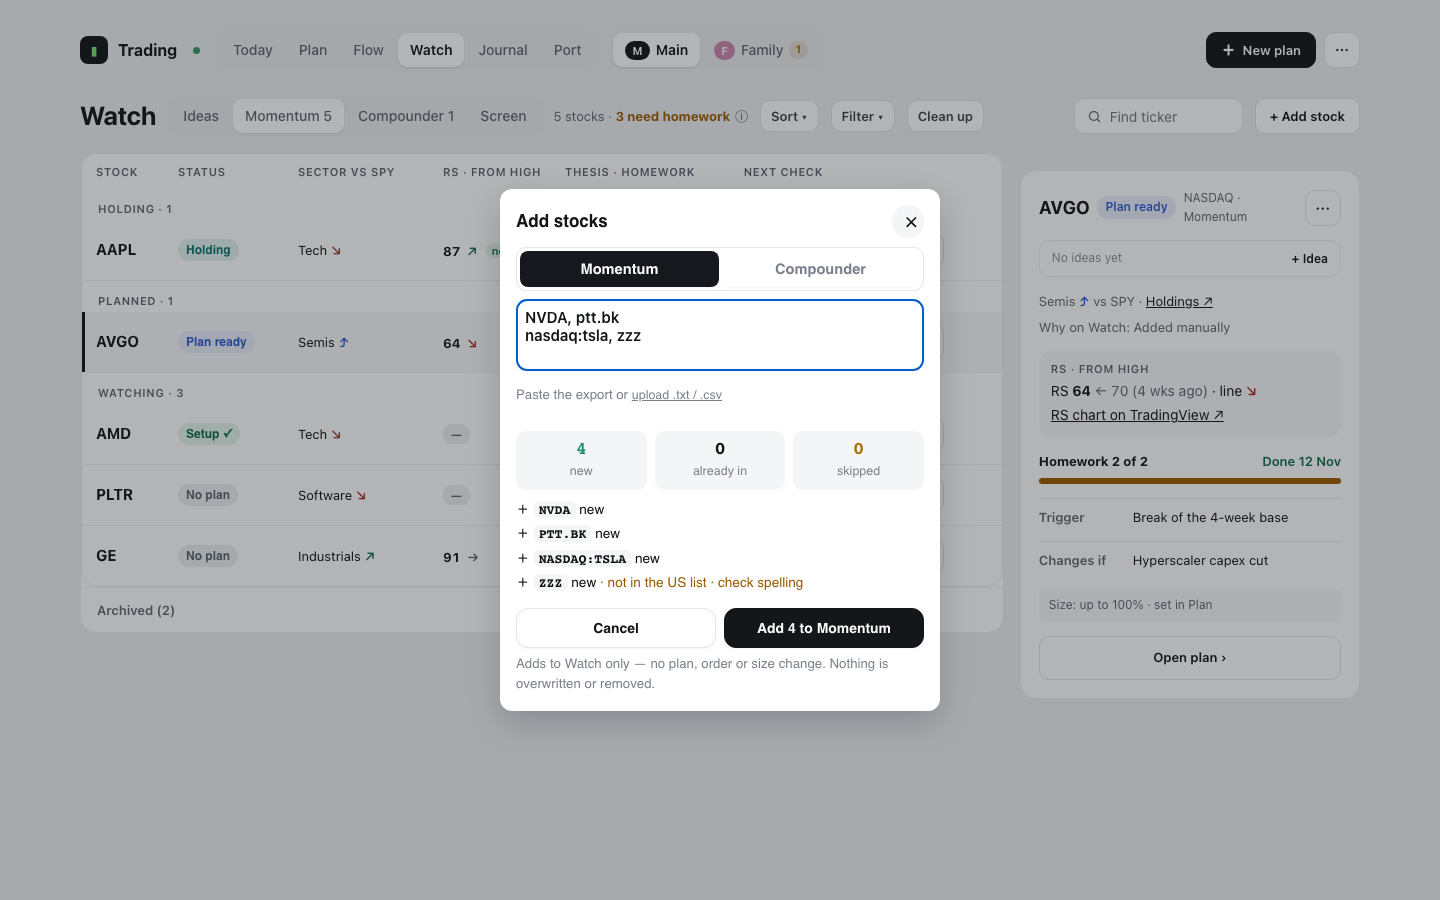 Trading
Today Plan Flow Watch Journal Port
M Main F Family 1
+ New plan
Watch
Ideas Momentum 5 Compounder 1 Screen
5 stocks · 3 need homework ⓘ
Sort ▾ Filter ▾ Clean up
Find ticker
+ Add stock
STOCK STATUS SECTOR VS SPY RS · FROM HIGH THESIS · HOMEWORK NEXT CHECK
HOLDING · 1
AAPL Holding Tech ↘ 87 ↗
PLANNED · 1
AVGO Plan ready Semis ⤴ 64 ↘
WATCHING · 3
AMD Setup ✓ Tech ↘ —
PLTR No plan Software ↘ —
GE No plan Industrials ↗ 91 →
Archived (2)
Add stocks
Momentum Compounder
NVDA, ptt.bk
nasdaq:tsla, zzz
Paste the export or upload .txt / .csv
4 0 0
new already in skipped
+ NVDA new
+ PTT.BK new
+ NASDAQ:TSLA new
+ ZZZ new · not in the US list · check spelling
Cancel Add 4 to Momentum
Adds to Watch only — no plan, order or size change. Nothing is
overwritten or removed.
AVGO Plan ready NASDAQ ·
Momentum
No ideas yet + Idea
Semis ⤴ vs SPY · Holdings ↗
Why on Watch: Added manually
RS · FROM HIGH
RS 64 ← 70 (4 wks ago) · line ↘
RS chart on TradingView ↗
Homework 2 of 2 Done 12 Nov
Trigger Break of the 4-week base
Changes if Hyperscaler capex cut
Size: up to 100% · set in Plan
Open plan ›